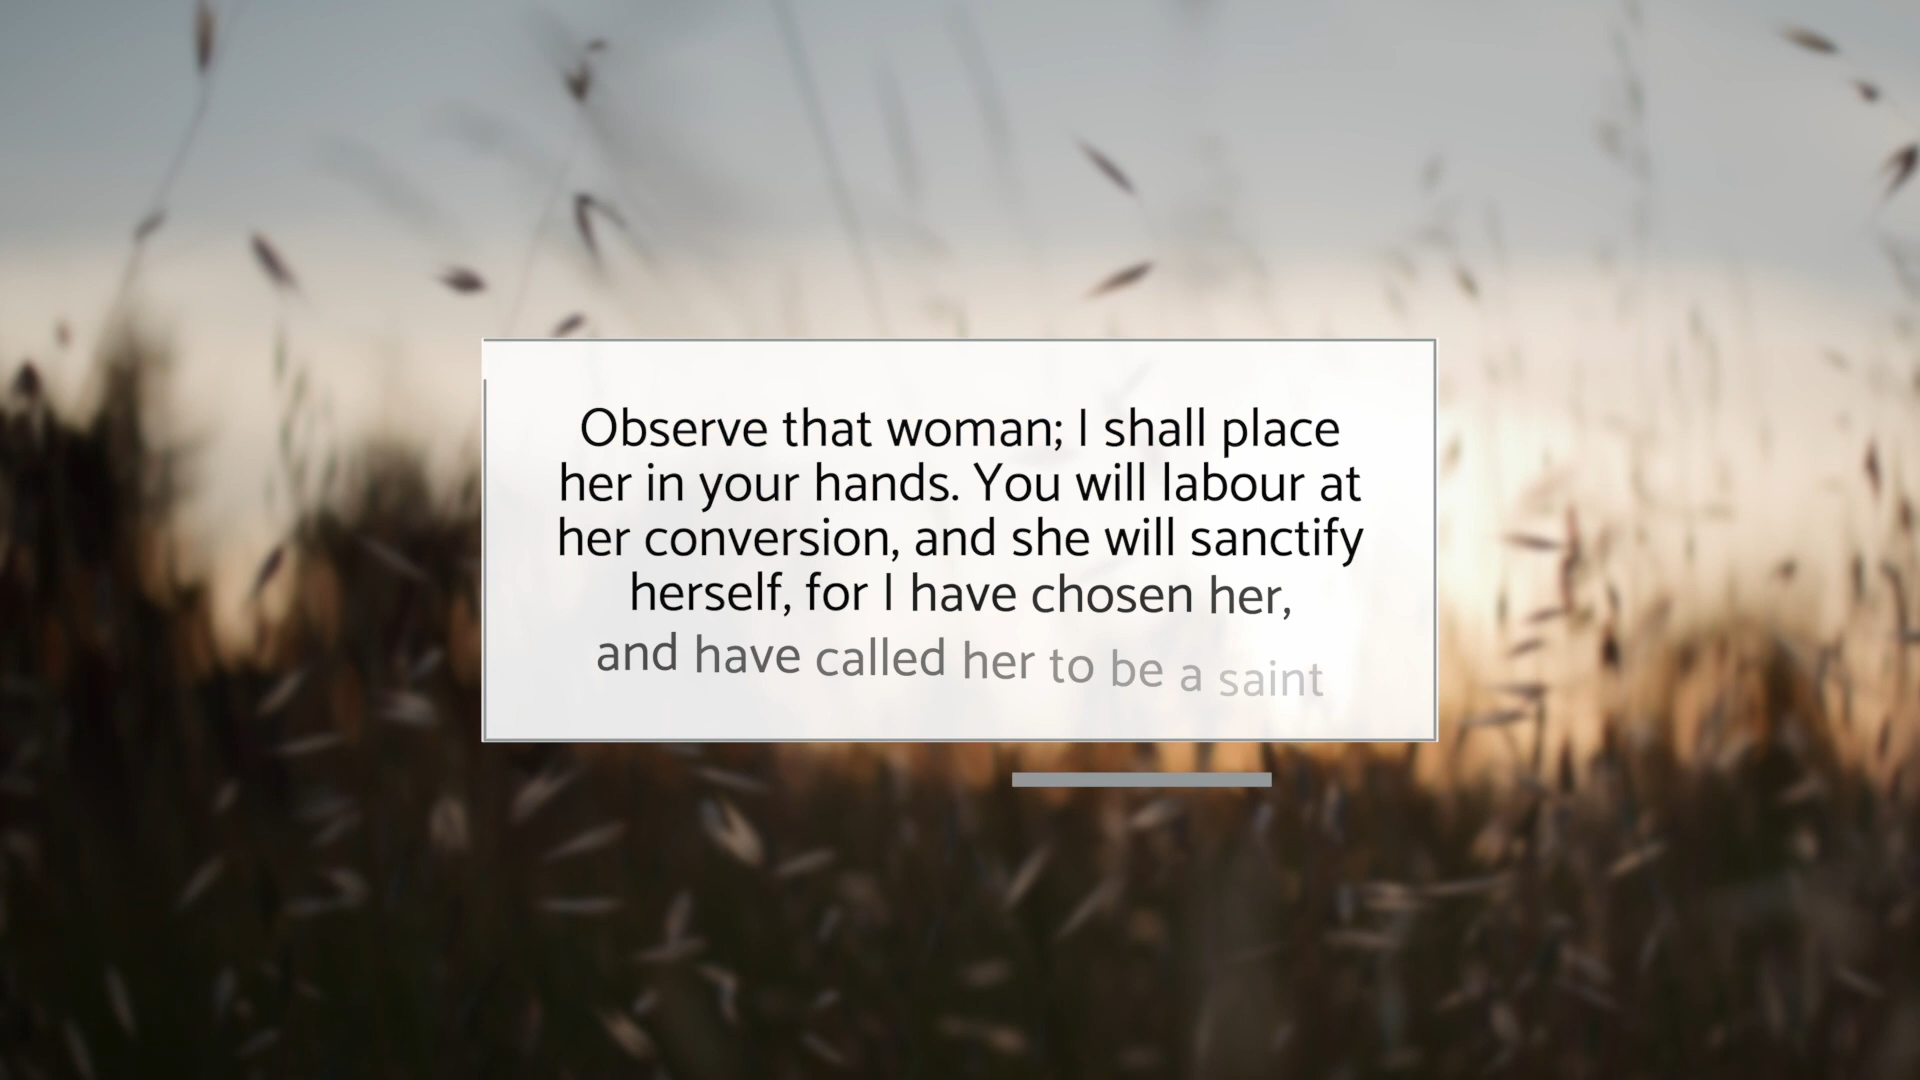 Observe that woman; I shall place
her in your hands. You will labour at
her conversion, and she will sanctify
herself, for I have chosen her,
and have called her to be a saint